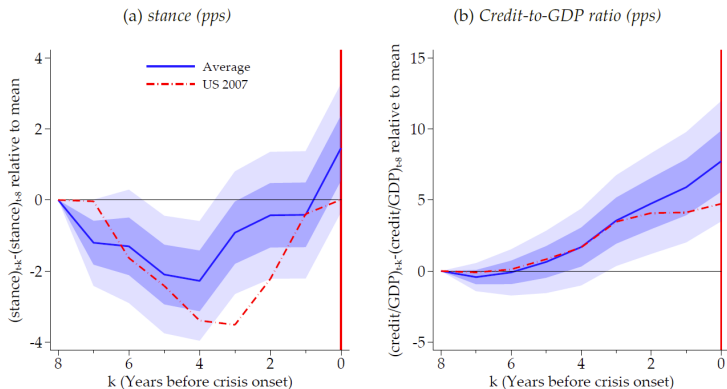 (a) stance (pps)
(stance)t-k-(stance)t-8 relative to mean
4
2
0
-2
-4
Average
US 2007
8
6
4
2
0
k (Years before crisis onset)
(b) Credit-to-GDP ratio (pps)
(credit/GDP)t-k-(credit/GDP)t-8 relative to mean
15
10
5
0
-5
8
6
4
2
0
k (Years before crisis onset)